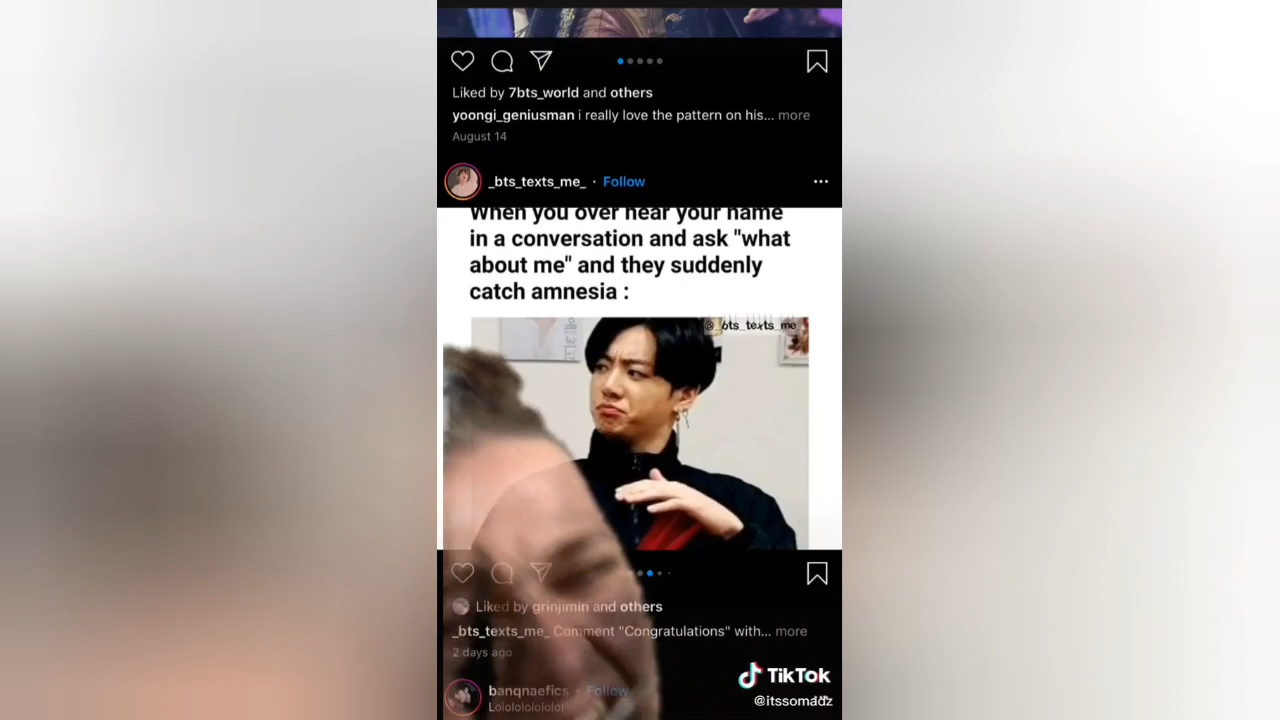 Liked by 7bts_world and others
yoongi_geniusman i really love the pattern on his... more
August 14
_bts_texts_me_ · Follow
When you over hear your name
in a conversation and ask "what
about me" and they suddenly
catch amnesia :
@_bts_texts_me
Liked by grinjimin and others
_bts_texts_me_ Comment "Congratulations" with... more
2 days ago
TikTok
@itssomadz
banqnaefics · Follow